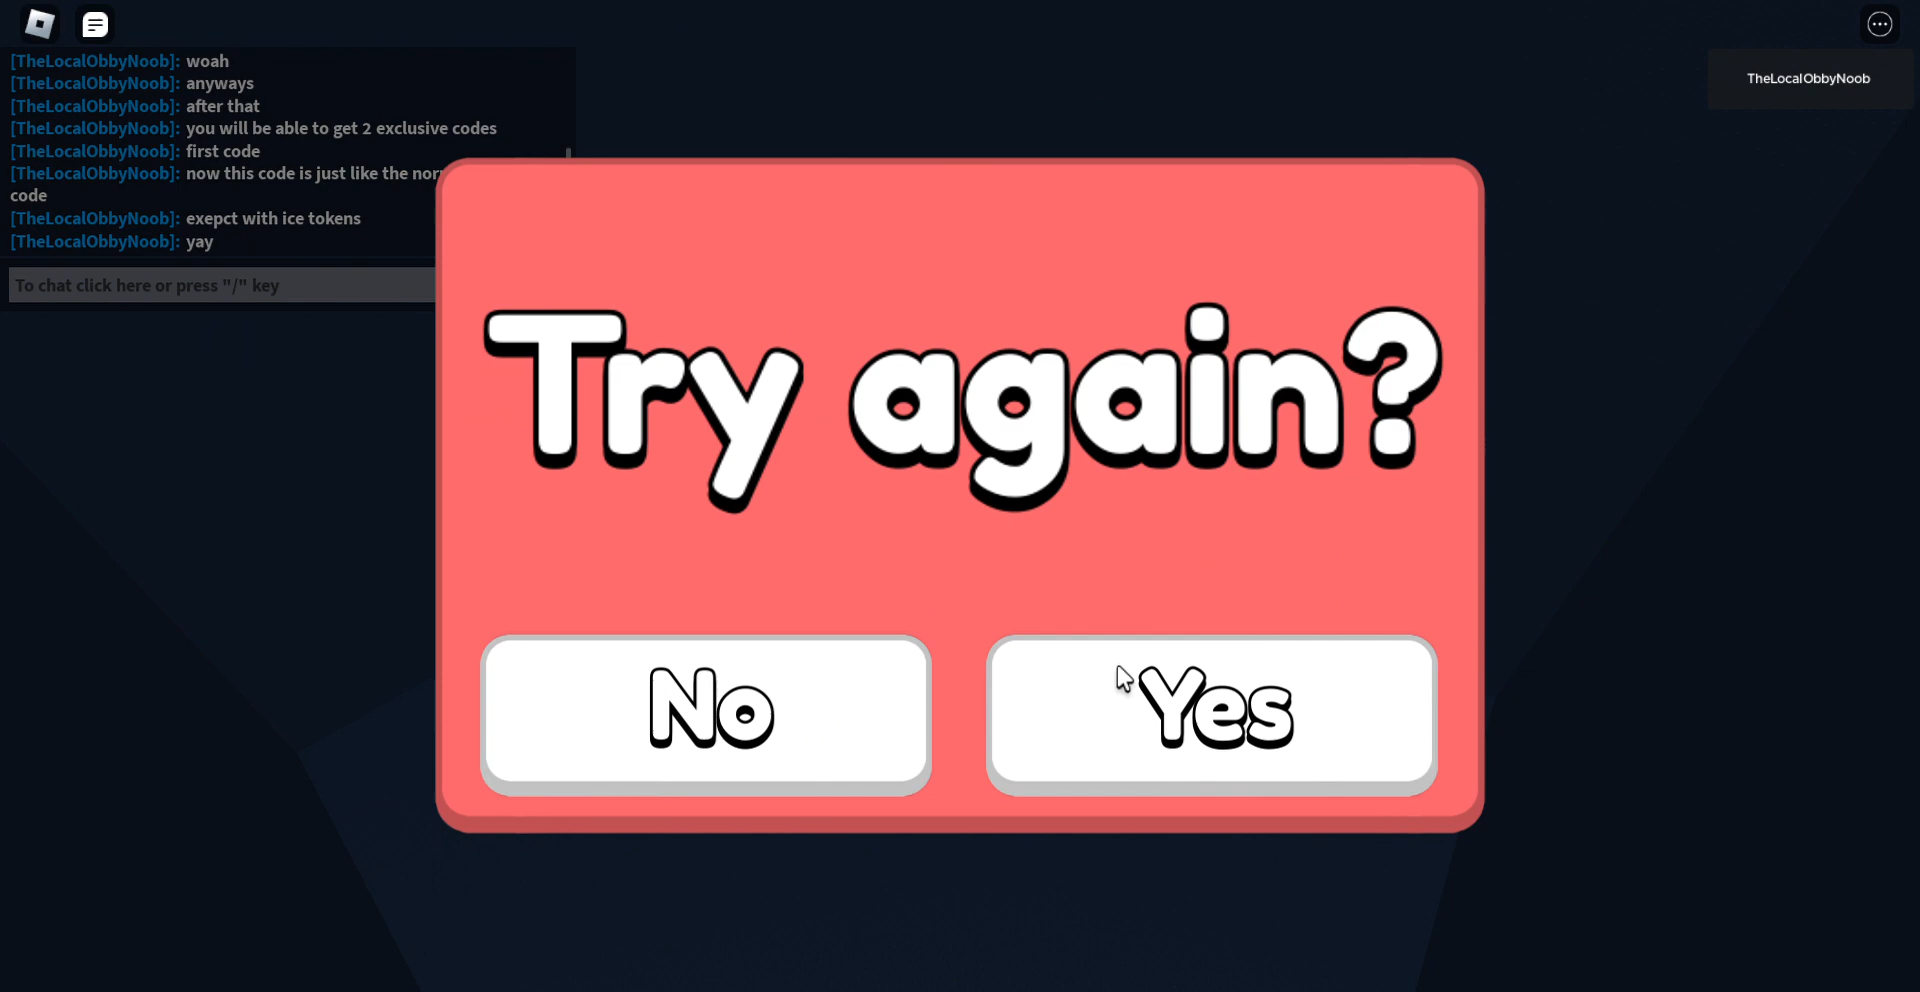 [TheLocalObbyNoob]: woah
[TheLocalObbyNoob]: anyways
[TheLocalObbyNoob]: after that
[TheLocalObbyNoob]: you will be able to get 2 exclusive codes
[TheLocalObbyNoob]: first code
[TheLocalObbyNoob]: now this code is just like the
code
[TheLocalObbyNoob]: exepct with ice tokens
[TheLocalObbyNoob]: yay
To chat click here or press "/" key
TheLocalObbyNoob
Try again?
No
Yes